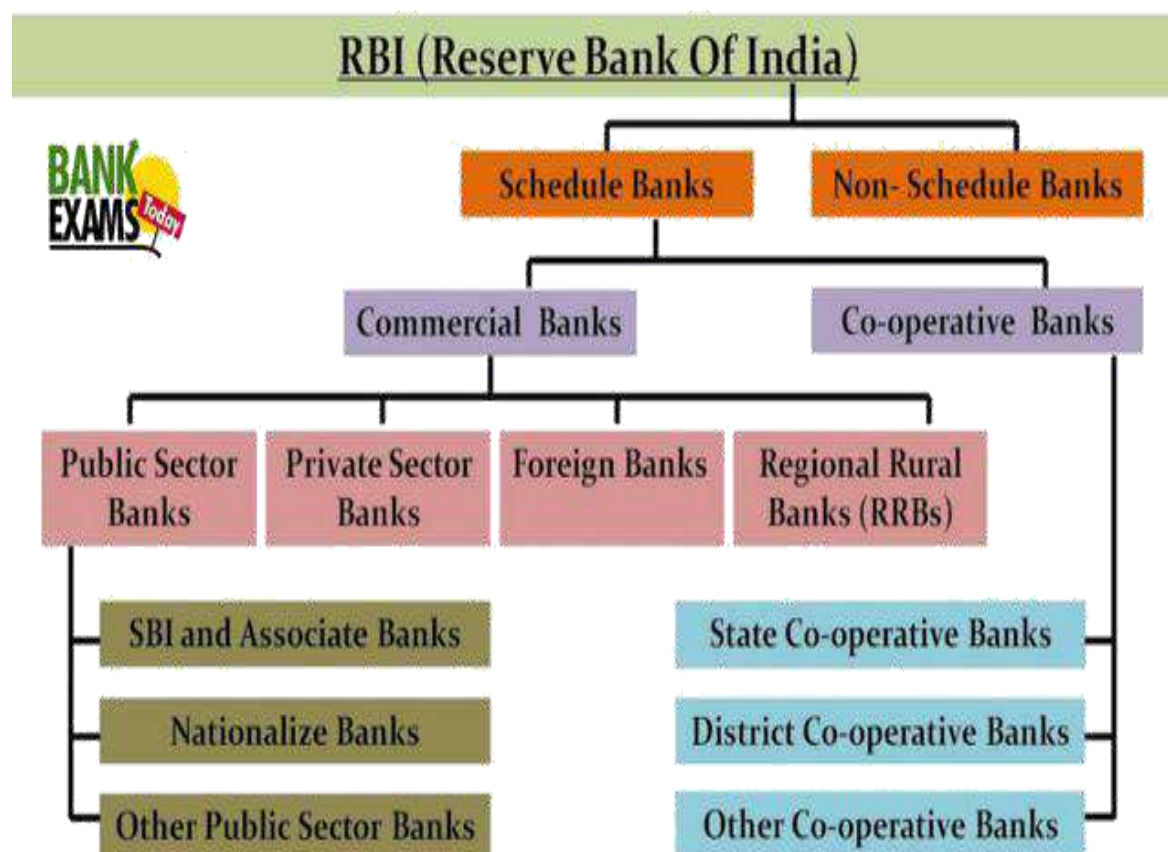 RBI (Reserve Bank Of India)
BANK
EXAMS
Today
Schedule Banks
Non- Schedule Banks
Commercial Banks
Co-operative Banks
Public Sector
Banks
Private Sector
Banks
Foreign Banks
Regional Rural
Banks (RRBs)
SBI and Associate Banks
Nationalize Banks
Other Public Sector Banks
State Co-operative Banks
District Co-operative Banks
Other Co-operative Banks